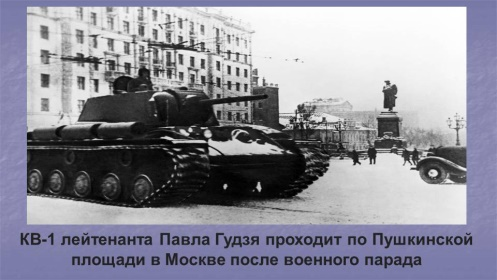 КВ-1 лейтенанта Павла Гудзя проходит по Пушкинской
площади в Москве после военного парада